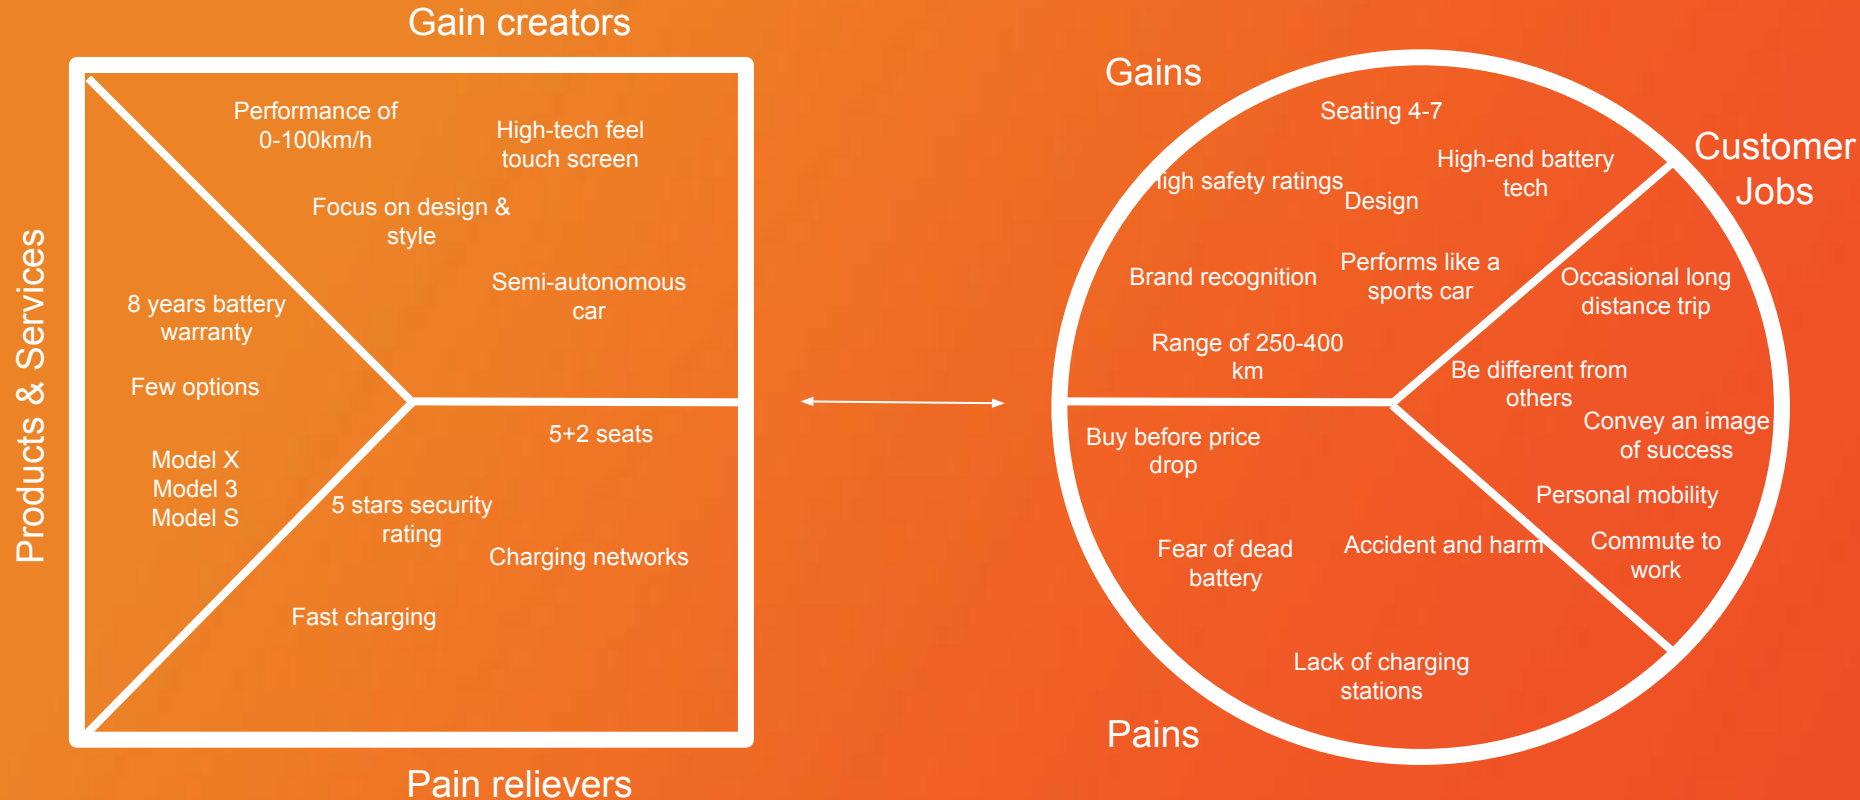 Gain creators
Performance of
0-100km/h
High-tech feel
touch screen
Focus on design &
style
Semi-autonomous
car
Products & Services
8 years battery
warranty
Few options
Model X
Model 3
Model S
5+2 seats
5 stars security
rating
Charging networks
Fast charging
Pain relievers
Gains
Seating 4-7
High-end battery
tech
High safety ratings
Design
Brand recognition
Performs like a
sports car
Range of 250-400
km
Customer
Jobs
Occasional long
distance trip
Be different from
others
Convey an image
of success
Personal mobility
Commute to
work
Buy before price
drop
Fear of dead
battery
Accident and harm
Lack of charging
stations
Pains